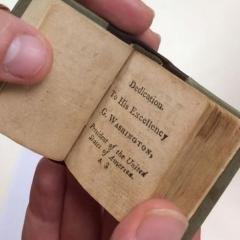 Dedication.
To His Excellency
G. WASHINGTON,
President of the United
States of America.
A 3